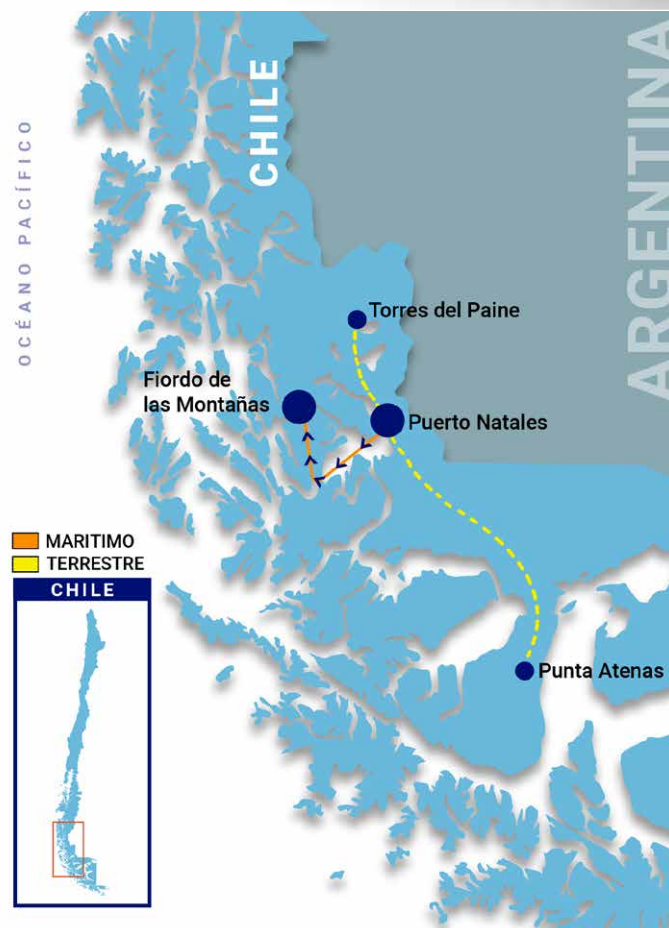 OCÉANO PACÍFICO
CHILE
ARGENTINA
Torres del Paine
Fiordo de
las Montañas
Puerto Natales
MARITIMO
TERRESTRE
CHILE
Punta Atenas